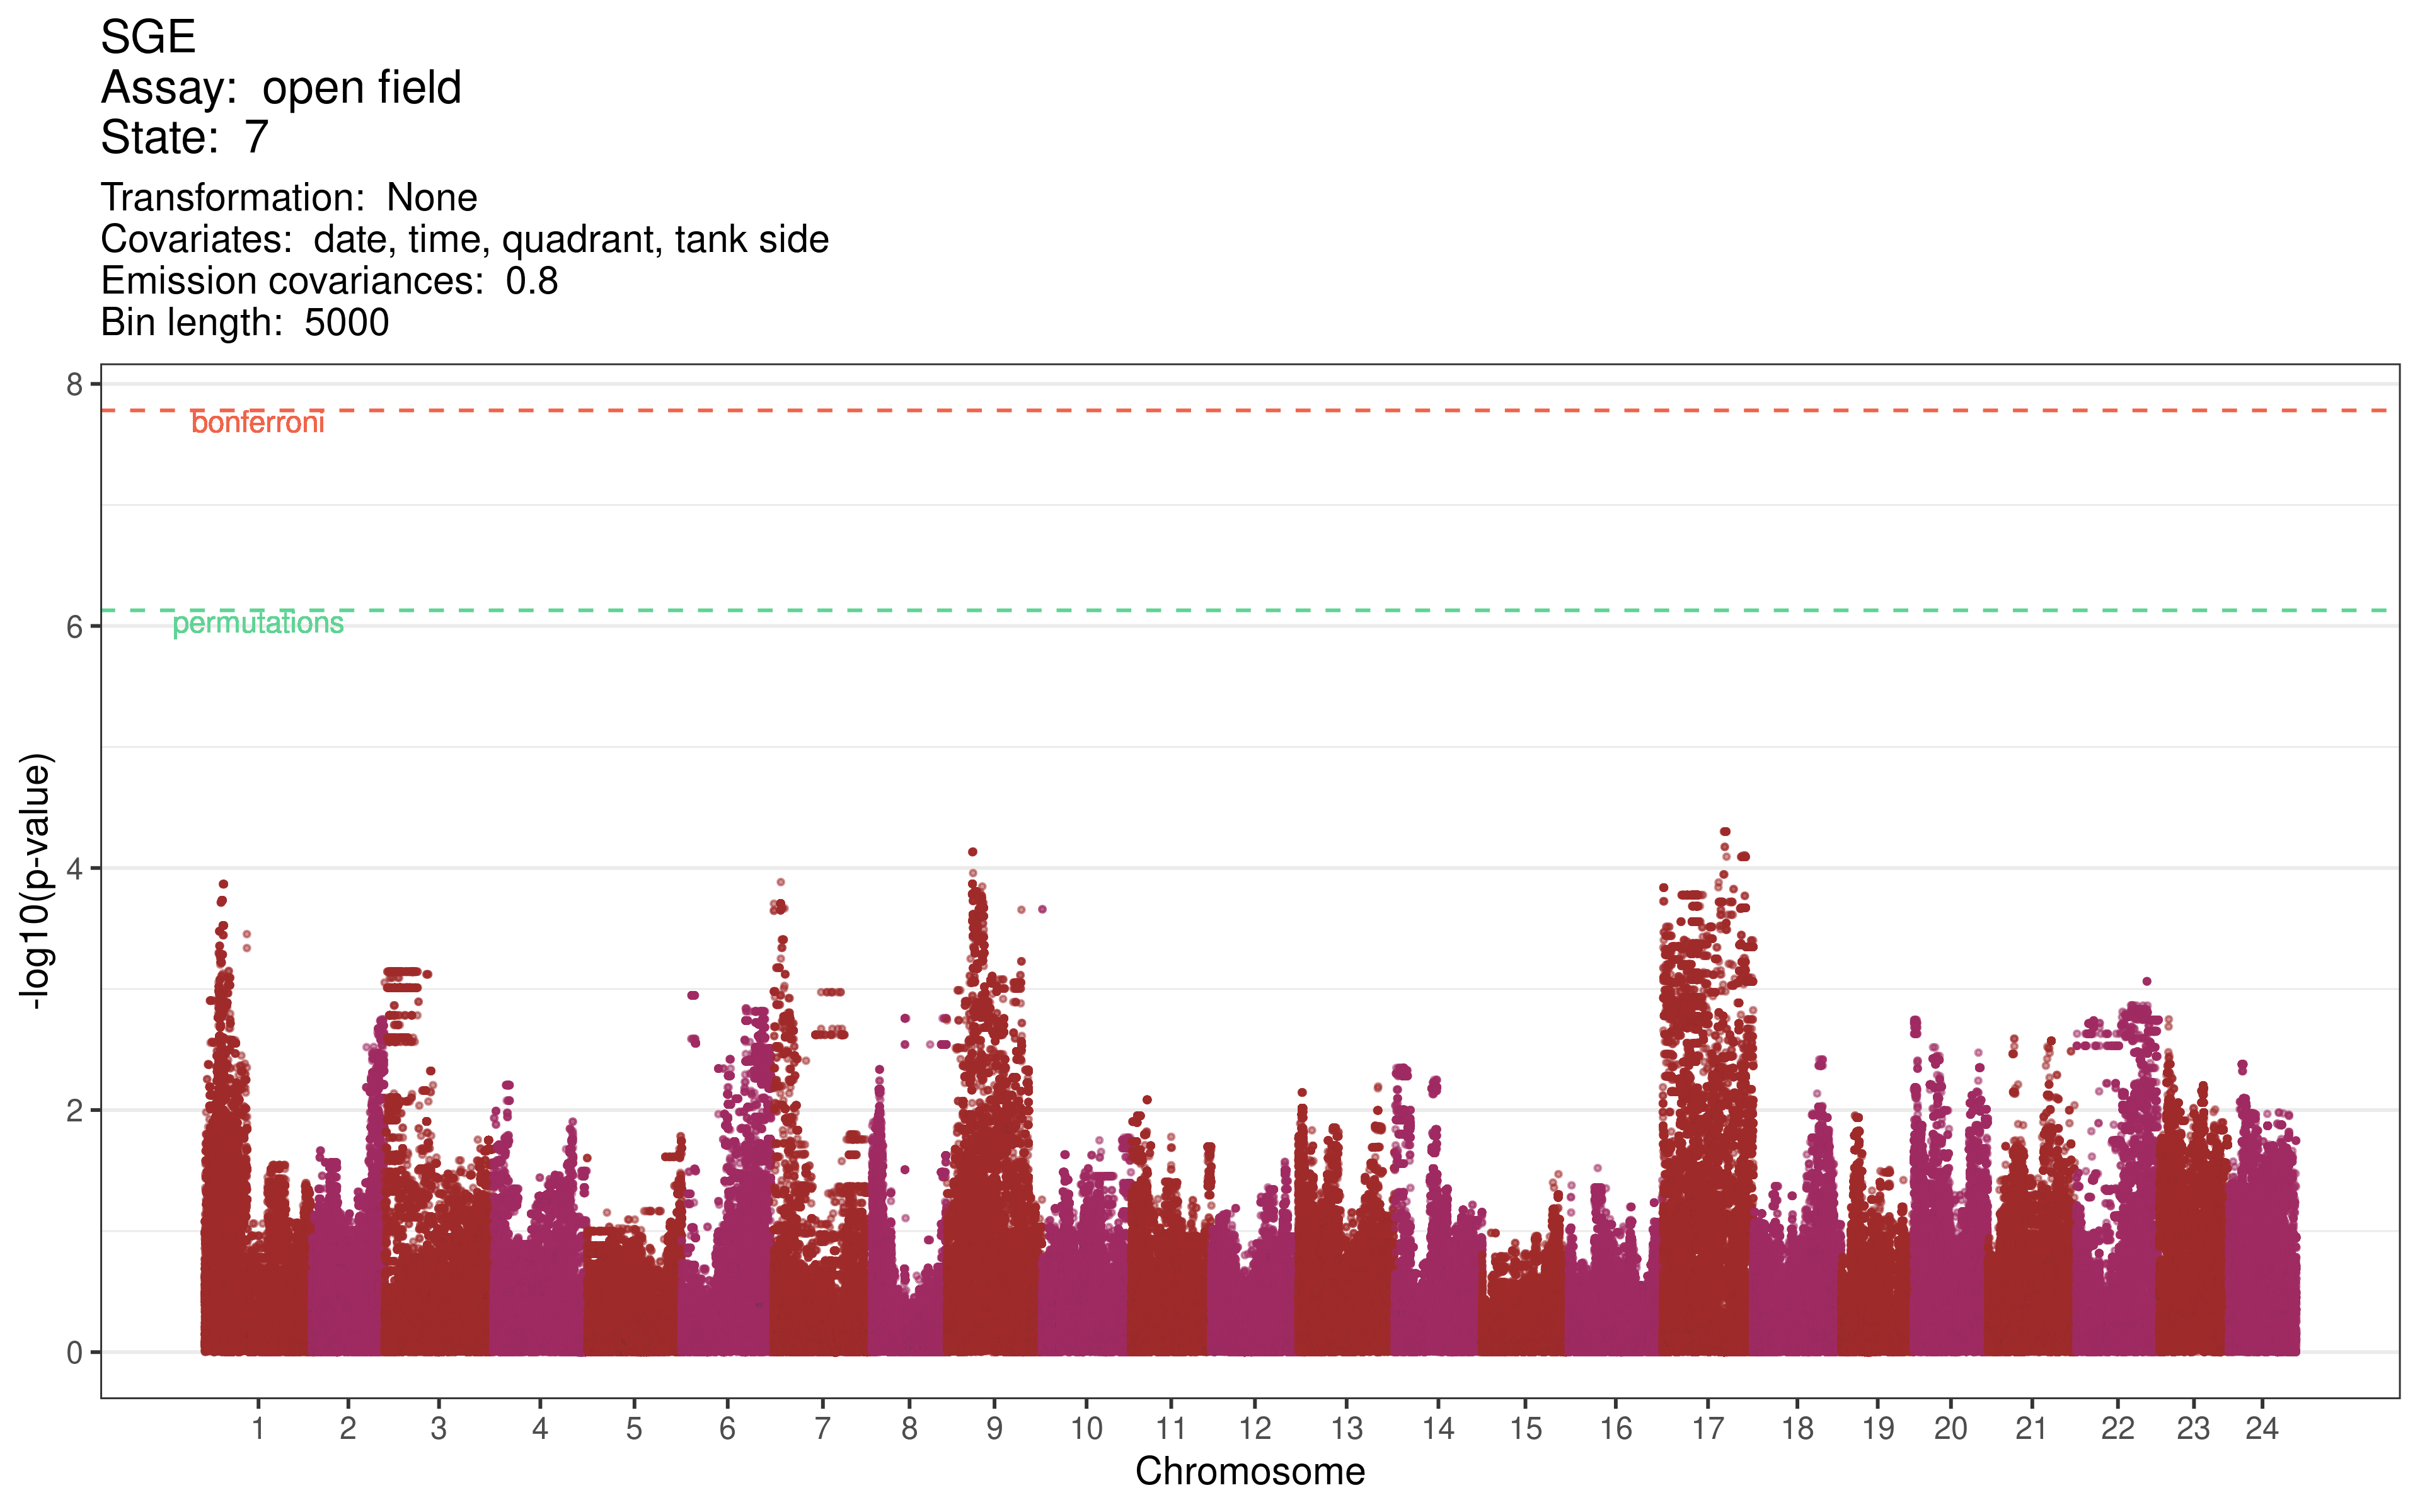 SGE
Assay:  open field
State:  7
Transformation:  None
Covariates:  date, time, quadrant, tank side
Emission covariances:  0.8
Bin length:  5000
8
bonferroni
permutations
6
4
2
0
-log10(p-value)
1 2 3 4 5 6 7 8 9 10 11 12 13 14 15 16 17 18 19 20 21 22 23 24
Chromosome